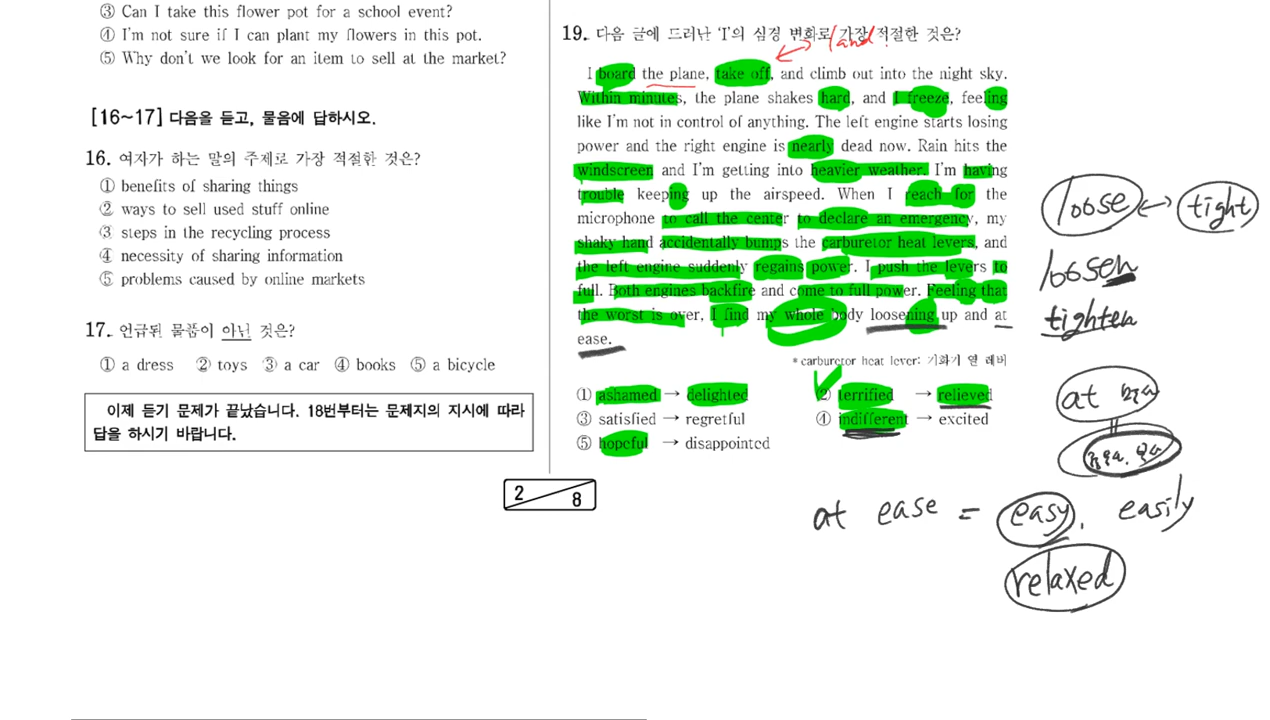 ③ Can I take this flower pot for a school event?
④ I'm not sure if I can plant my flowers in this pot.
⑤ Why don't we look for an item to sell at the market?
[16~17] 다음을 듣고, 물음에 답하시오.
16. 여자가 하는 말의 주제로 가장 적절한 것은?
① benefits of sharing things
② ways to sell used stuff online
③ steps in the recycling process
④ necessity of sharing information
⑤ problems caused by online markets
17. 언급된 물품이 아닌 것은?
① a dress ② toys ③ a car ④ books ⑤ a bicycle
이제 듣기 문제가 끝났습니다. 18번부터는 문제지의 지시에 따라
답을 하시기 바랍니다.
2 8
19. 다음 글에 드러난 'I'의 심경 변화로 가장 적절한 것은?
land
I board the plane, take off, and climb out into the night sky.
Within minutes, the plane shakes hard, and I freeze, feeling
like I'm not in control of anything. The left engine starts losing
power and the right engine is nearly dead now. Rain hits the
windscreen and I'm getting into heavier weather. I'm having
trouble keeping up the airspeed. When I reach for the
microphone to call the center to declare an emergency, my
shaky hand accidentally bumps the carburetor heat levers, and
the left engine suddenly regains power. I push the levers to
full. Both engines backfire and come to full power. Feeling that
the worst is over, I find my whole body loosening up and at
ease.
* carburetor heat lever: 기화기 열 레버
① ashamed → delighted ② terrified → relieved
③ satisfied → regretful ④ indifferent → excited
⑤ hopeful → disappointed
loose ↔ tight
loosen
tighten
at 명사
형용사, 부사
at ease = easy, easily
relaxed